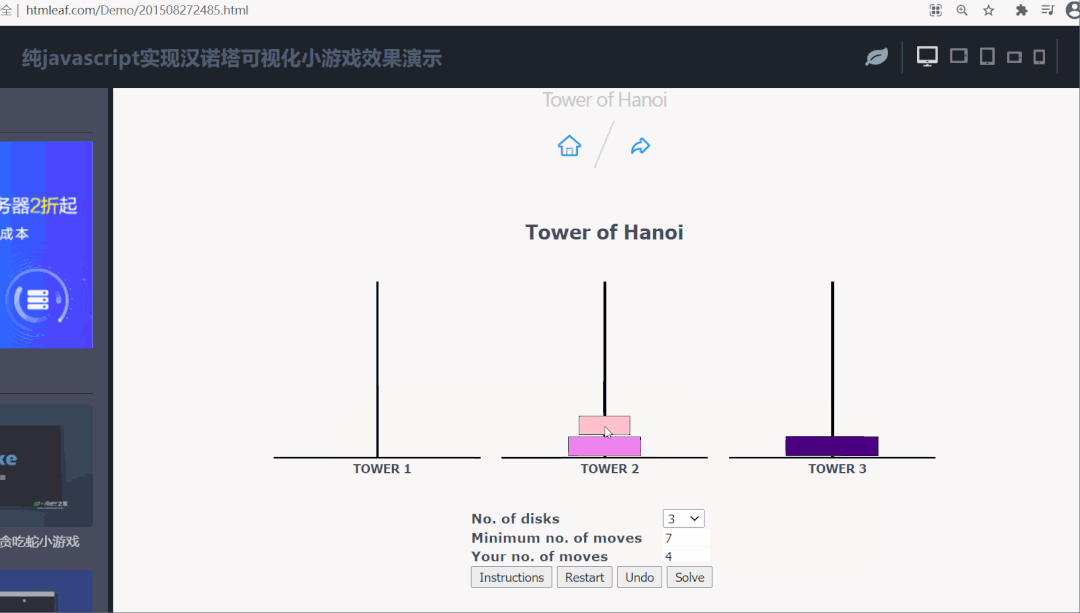 全 | htmleaf.com/Demo/201508272485.html
纯javascript实现汉诺塔可视化小游戏效果演示
务器2折起
成本
ke
贪吃蛇小游戏
Tower of Hanoi
Tower of Hanoi
TOWER 1
TOWER 2
TOWER 3
No. of disks 3
Minimum no. of moves 7
Your no. of moves 4
Instructions Restart Undo Solve